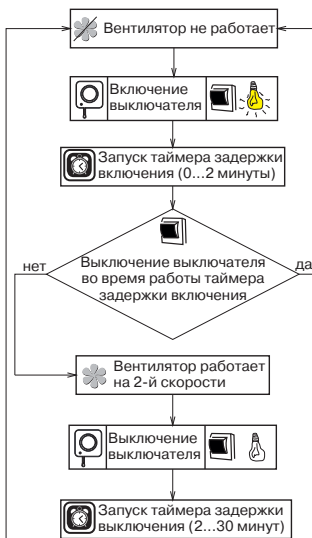 Вентилятор не работает
Включение
выключателя
Запуск таймера задержки
включения (0...2 минуты)
Выключение выключателя
во время работы таймера
задержки включения
нет
да
Вентилятор работает
на 2-й скорости
Выключение
выключателя
Запуск таймера задержки
выключения (2...30 минут)